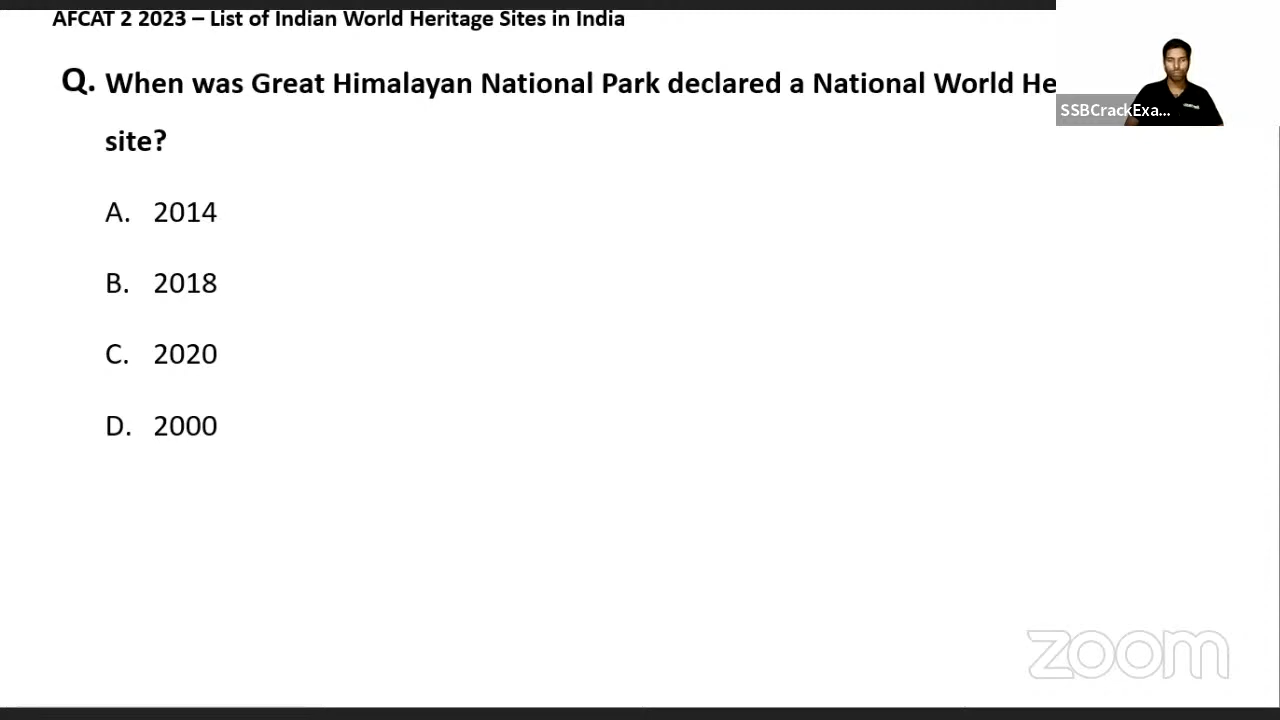 AFCAT 2 2023 – List of Indian World Heritage Sites in India
Q. When was Great Himalayan National Park declared a National World He
site?
A. 2014
B. 2018
C. 2020
D. 2000
SSBCrackExa...
zoom